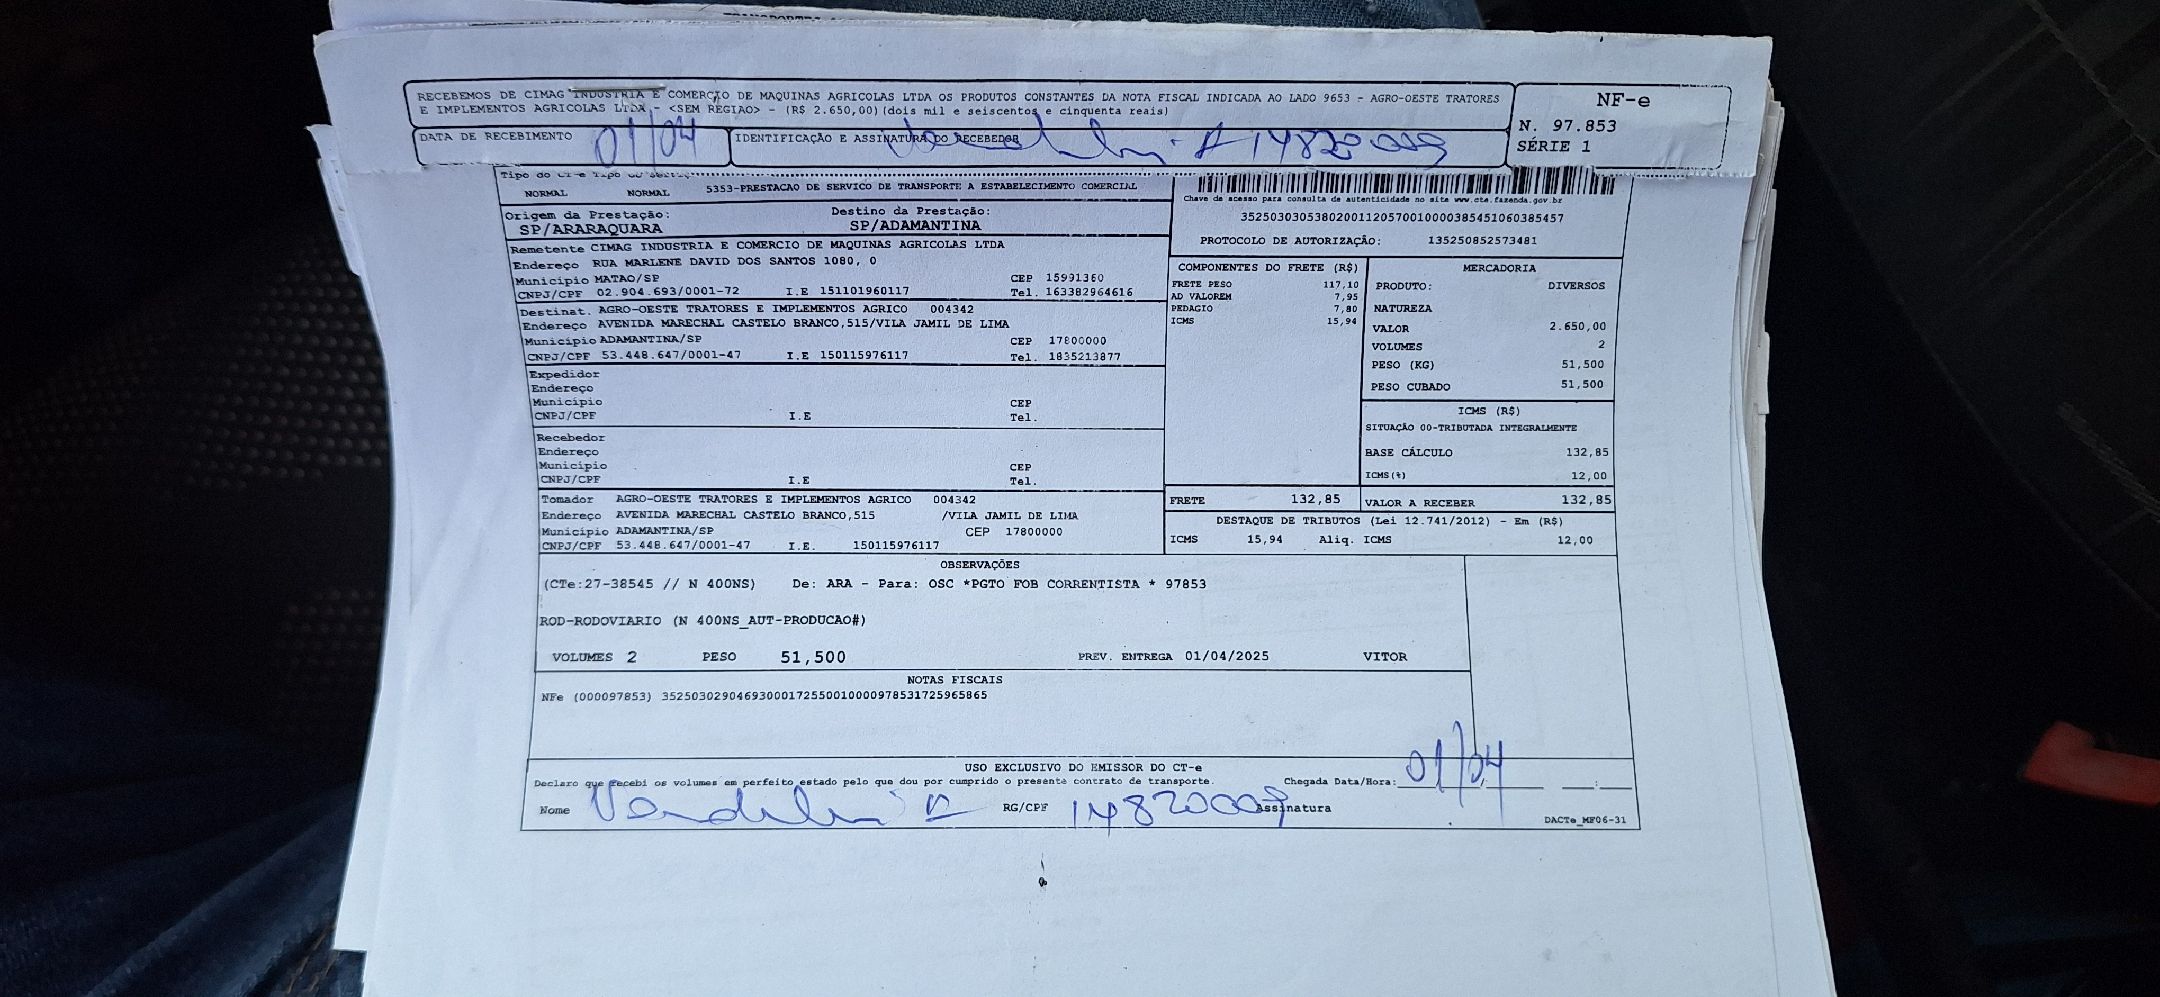 RECEBEMOS DE CIMAG INDUSTRIA E COMERCIO DE MAQUINAS AGRICOLAS LTDA OS PRODUTOS CONSTANTES DA NOTA FISCAL INDICADA AO LADO 9653 - AGRO-OESTE TRATORES
E IMPLEMENTOS AGRICOLAS LTDA - <SEM REGIAO> - (R$ 2.650,00)(dois mil e seiscentos e cinquenta reais)
DATA DE RECEBIMENTO 01/04
IDENTIFICAÇÃO E ASSINATURA DO RECEBEDOR 14820009
NF-e
N. 97.853
SÉRIE 1
Tipo do CT-e
NORMAL NORMAL 5353-PRESTACAO DE SERVICO DE TRANSPORTE A ESTABELECIMENTO COMERCIAL
Origem da Prestação: Destino da Prestação:
SP/ARARAQUARA SP/ADAMANTINA
Chave de acesso para consulta de autenticidade no site www.cte.fazenda.gov.br
35250303053802001120570010000385451060385457
PROTOCOLO DE AUTORIZAÇÃO: 135250852573481
Remetente CIMAG INDUSTRIA E COMERCIO DE MAQUINAS AGRICOLAS LTDA
Endereço RUA MARLENE DAVID DOS SANTOS 1080, 0
Município MATAO/SP CEP 15991360
CNPJ/CPF 02.904.693/0001-72 I.E 151101960117 Tel. 163382964616
Destinat. AGRO-OESTE TRATORES E IMPLEMENTOS AGRICO 004342
Endereço AVENIDA MARECHAL CASTELO BRANCO,515/VILA JAMIL DE LIMA
Município ADAMANTINA/SP CEP 17800000
CNPJ/CPF 53.448.647/0001-47 I.E 150115976117 Tel. 1835213877
Expedidor
Endereço
Município CEP
CNPJ/CPF I.E Tel.
Recebedor
Endereço
Município CEP
CNPJ/CPF I.E Tel.
Tomador AGRO-OESTE TRATORES E IMPLEMENTOS AGRICO 004342
Endereço AVENIDA MARECHAL CASTELO BRANCO,515 /VILA JAMIL DE LIMA
Município ADAMANTINA/SP CEP 17800000
CNPJ/CPF 53.448.647/0001-47 I.E. 150115976117
COMPONENTES DO FRETE (R$)
FRETE PESO 117,10
AD VALOREM 7,95
PEDAGIO 7,80
ICMS 15,94
MERCADORIA
PRODUTO: DIVERSOS
NATUREZA
VALOR 2.650,00
VOLUMES 2
PESO (KG) 51,500
PESO CUBADO 51,500
ICMS (R$)
SITUAÇÃO 00-TRIBUTADA INTEGRALMENTE
BASE CÁLCULO 132,85
ICMS(%) 12,00
FRETE 132,85 VALOR A RECEBER 132,85
DESTAQUE DE TRIBUTOS (Lei 12.741/2012) - Em (R$)
ICMS 15,94 Aliq. ICMS 12,00
OBSERVAÇÕES
(CTe:27-38545 // N 400NS) De: ARA - Para: OSC *PGTO FOB CORRENTISTA * 97853
ROD-RODOVIARIO (N 400NS_AUT-PRODUCAO#)
VOLUMES 2 PESO 51,500 PREV. ENTREGA 01/04/2025 VITOR
NOTAS FISCAIS
NFe (000097853) 35250302904693000172550010000978531725965865
USO EXCLUSIVO DO EMISSOR DO CT-e
Declaro que recebi os volumes em perfeito estado pelo que dou por cumprido o presente contrato de transporte. Chegada Data/Hora: 01/04
Nome RG/CPF 14820009 Assinatura
DACTe_MF06-31